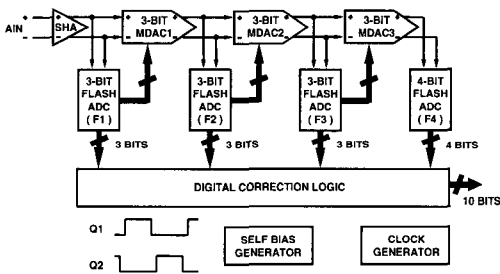 AIN
SHA
3-BIT
MDAC1
3-BIT
MDAC2
3-BIT
MDAC3
3-BIT
FLASH
ADC
(F1)
3-BIT
FLASH
ADC
(F2)
3-BIT
FLASH
ADC
(F3)
4-BIT
FLASH
ADC
(F4)
3 BITS
3 BITS
3 BITS
4 BITS
DIGITAL CORRECTION LOGIC
10 BITS
Q1
Q2
SELF BIAS
GENERATOR
CLOCK
GENERATOR